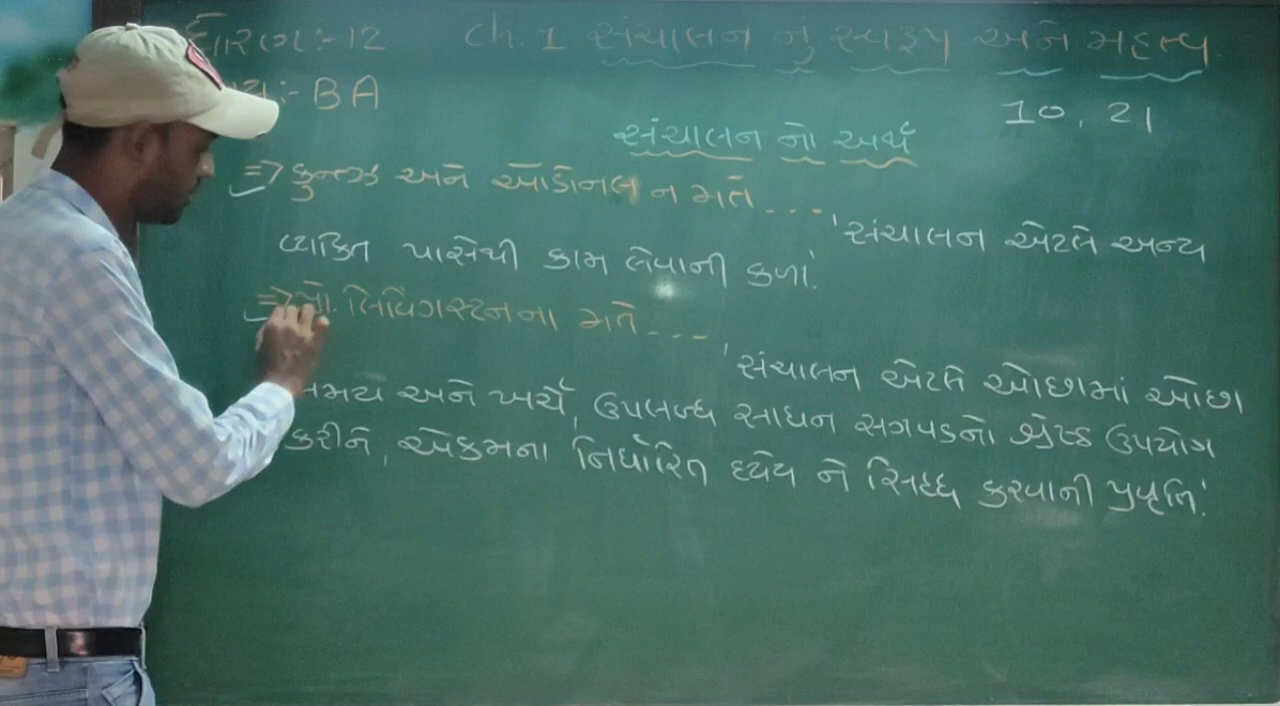 ધોરણ:-12 Ch. 1 સંચાલન નું સ્વરૂપ અને મહત્વ
:- BA
10, 21
સંચાલન નો અર્થ
=> કુન્ટ્ઝ અને ઓડોનલ ન મતે ....
'સંચાલન એટલે અન્ય
વ્યકિત પાસેથી કામ લેવાની કળા.'
=> લિવિંગસ્ટનના મતે ....
'સંચાલન એટલે ઓછામાં ઓછા
સમય અને ખર્ચે, ઉપલબ્ધ સાધન સગપડનો શ્રેષ્ઠ ઉપયોગ
કરીને, એકમના નિર્ધારિત ધ્યેય ને સિધ્ધ કરવાની પ્રવૃતિ.'